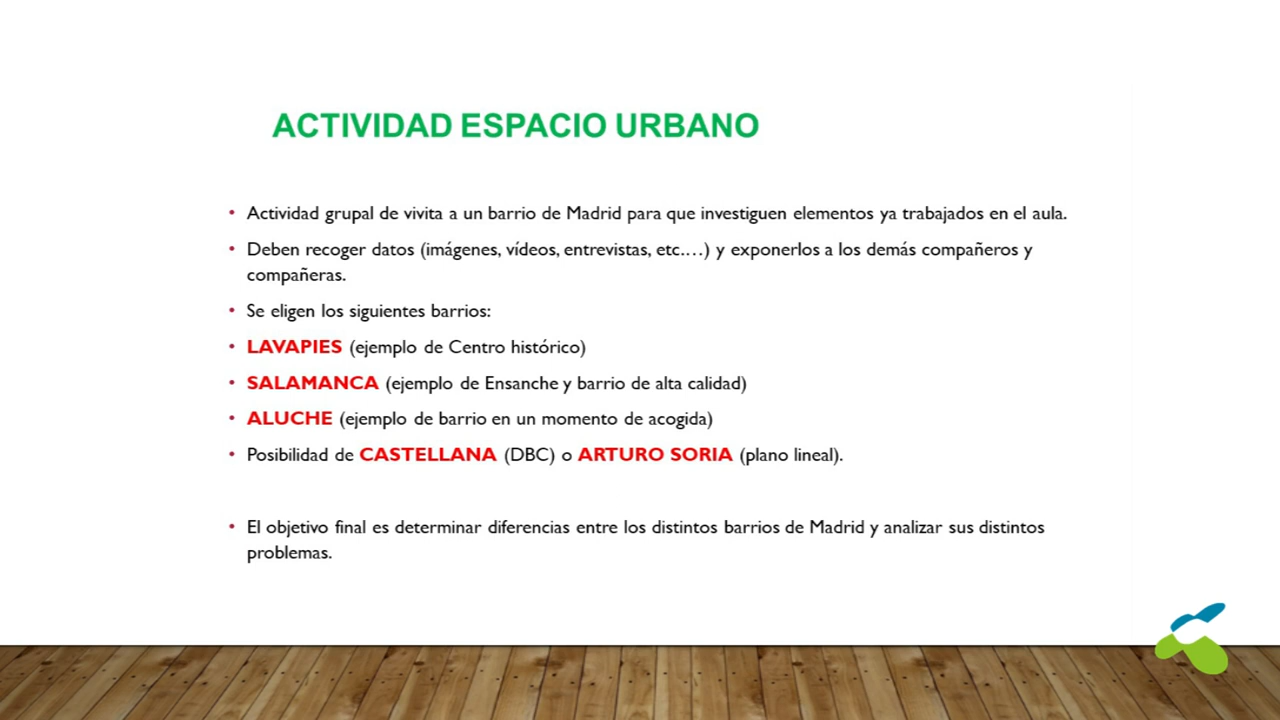 ACTIVIDAD ESPACIO URBANO
• Actividad grupal de vivita a un barrio de Madrid para que investiguen elementos ya trabajados en el aula.
• Deben recoger datos (imágenes, vídeos, entrevistas, etc.…) y exponerlos a los demás compañeros y
compañeras.
• Se eligen los siguientes barrios:
• LAVAPIES (ejemplo de Centro histórico)
• SALAMANCA (ejemplo de Ensanche y barrio de alta calidad)
• ALUCHE (ejemplo de barrio en un momento de acogida)
• Posibilidad de CASTELLANA (DBC) o ARTURO SORIA (plano lineal).
• El objetivo final es determinar diferencias entre los distintos barrios de Madrid y analizar sus distintos
problemas.